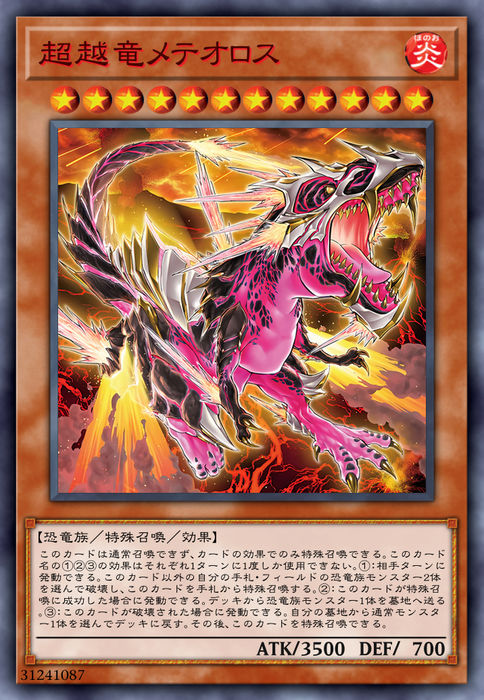 超越竜メテオロス
ほのお
炎
【恐竜族／特殊召喚／効果】
このカードは通常召喚できず、カードの効果でのみ特殊召喚できる。このカード
名の①②③の効果はそれぞれ1ターンに1度しか使用できない。①:相手ターンに
発動できる。このカード以外の自分の手札・フィールドの恐竜族モンスター2体
を選んで破壊し、このカードを手札から特殊召喚する。②:このカードが特殊召
喚に成功した場合に発動できる。デッキから恐竜族モンスター1体を墓地へ送る
。③:このカードが破壊された場合に発動できる。自分の墓地から通常モンスタ
ー1体を選んでデッキに戻す。その後、このカードを特殊召喚できる。
ATK/3500 DEF/ 700
31241087